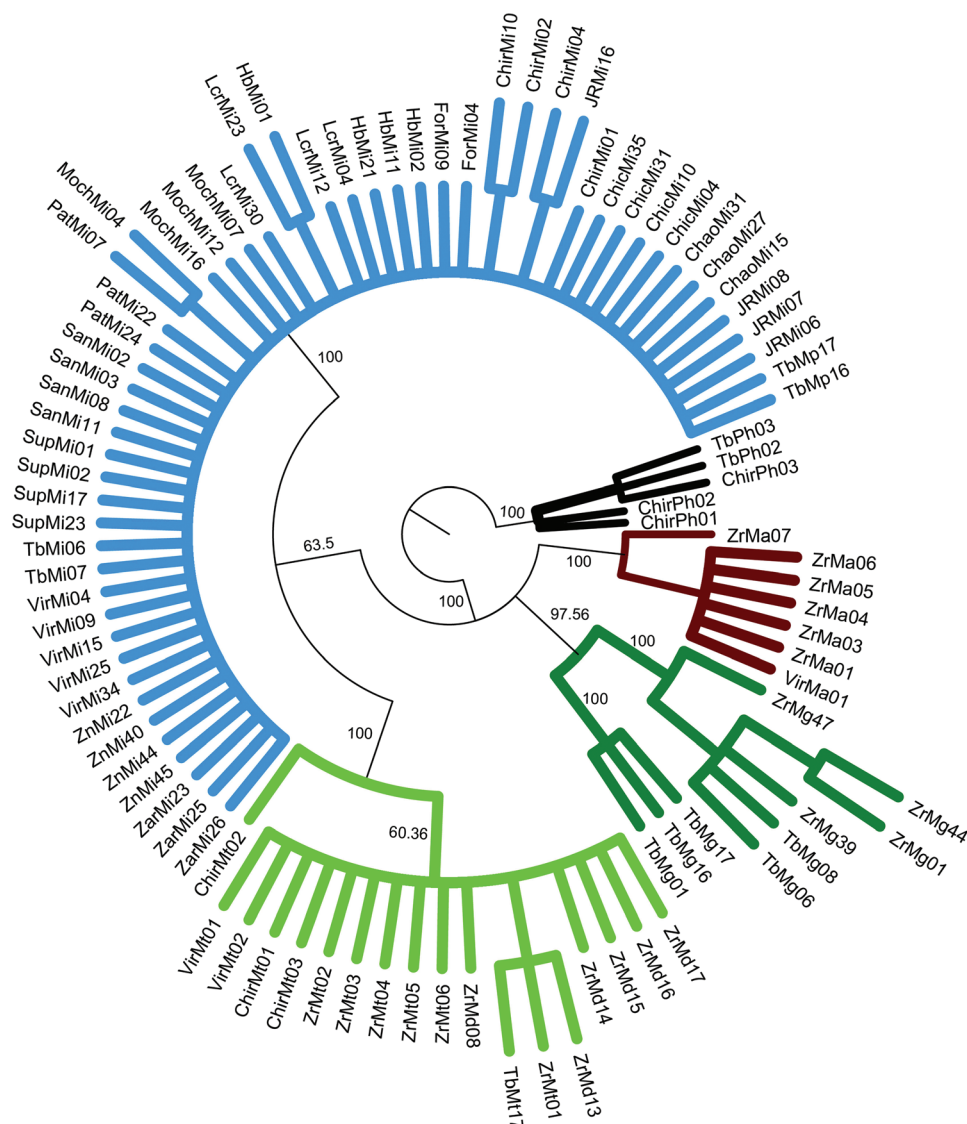 ChirMi10
ChirMi02
ChirMi04
JRMi16
ChirMi01
ChicMi35
ChicMi31
ChicMi10
ChicMi04
ChaoMi31
ChaoMi27
ChaoMi15
JRMi08
JRMi07
JRMi06
TbMp17
TbMp16
TbPh03
TbPh02
ChirPh03
ChirPh02
ChirPh01
ZrMa07
ZrMa06
ZrMa05
ZrMa04
ZrMa03
ZrMa01
VirMa01
ZrMg47
ZrMg44
ZrMg01
ZrMg39
TbMg08
TbMg06
TbMg17
TbMg16
TbMg01
ZrMd17
ZrMd16
ZrMd15
ZrMd14
ZrMd13
ZrMt01
TbMt17
ZrMd08
ZrMt06
ZrMt05
ZrMt04
ZrMt03
ZrMt02
ChirMt03
ChirMt01
VirMt02
VirMt01
ChirMt02
ZarMi26
ZarMi25
ZarMi23
ZnMi45
ZnMi44
ZnMi40
ZnMi22
VirMi34
VirMi25
VirMi15
VirMi09
VirMi04
TbMi07
TbMi06
SupMi23
SupMi17
SupMi02
SupMi01
SanMi11
SanMi08
SanMi03
SanMi02
PatMi24
PatMi22
PatMi07
MochMi04
MochMi16
MochMi12
MochMi07
LcrMi30
LcrMi23
HbMi01
LcrMi12
LcrMi04
HbMi21
HbMi11
HbMi02
ForMi09
ForMi04
100
100
63.5
100
100
97.56
100
100
100
60.36